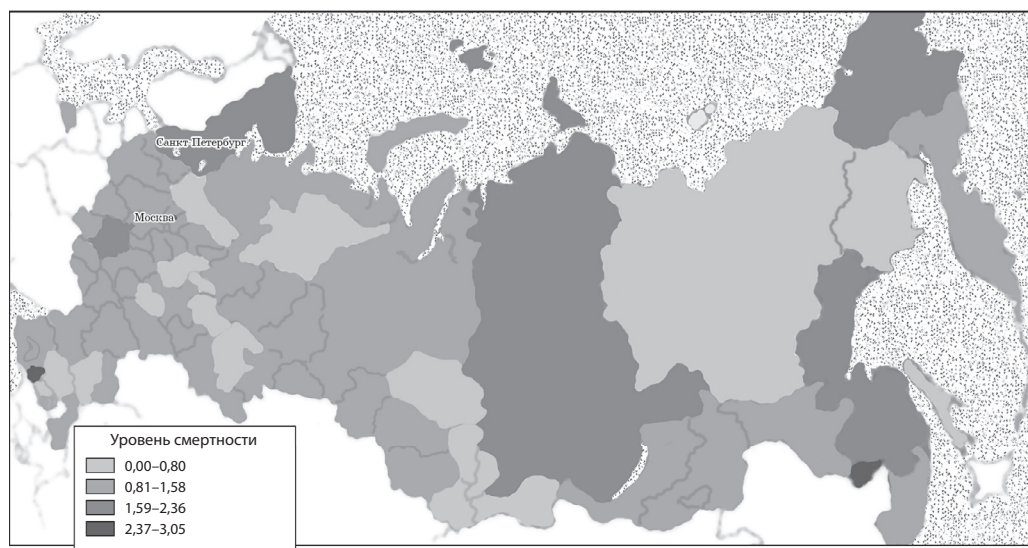 Санкт-Петербург
Москва
Уровень смертности
0,00–0,80
0,81–1,58
1,59–2,36
2,37–3,05